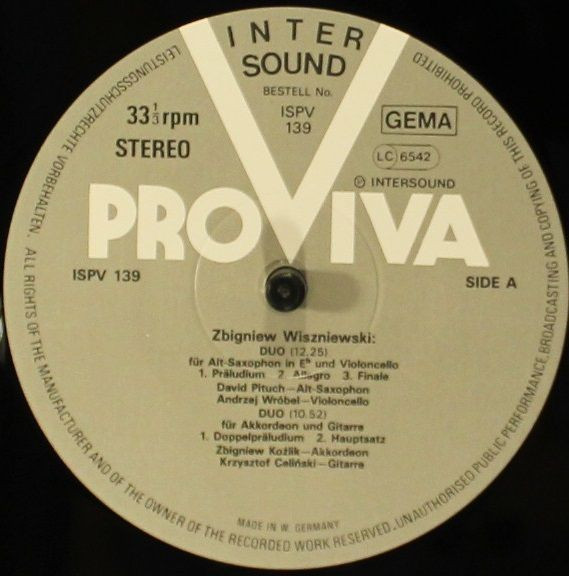 INTER
SOUND
BESTELL No.
ISPV
139
33 1/3 rpm
STEREO
GEMA
LC 6542
℗ INTERSOUND
PROVIVA
ISPV 139
SIDE A
Zbigniew Wiszniewski:
DUO (12.25)
für Alt-Saxophon in Eb und Violoncello
1. Präludium 2. Allegro 3. Finale
David Pituch—Alt-Saxophon
Andrzej Wróbel—Violoncello
DUO (10.52)
für Akkordeon und Gitarre
1. Doppelpräludium 2. Hauptsatz
Zbigniew Koźlik—Akkordeon
Krzysztof Celiński—Gitarre
MADE IN W. GERMANY
LEISTUNGSSCHUTZRECHTE VORBEHALTEN. ALL RIGHTS OF THE MANUFACTURER AND OF THE OWNER OF THE RECORDED WORK RESERVED. UNAUTHORISED PUBLIC PERFORMANCE, BROADCASTING AND COPYING OF THIS RECORD PROHIBITED